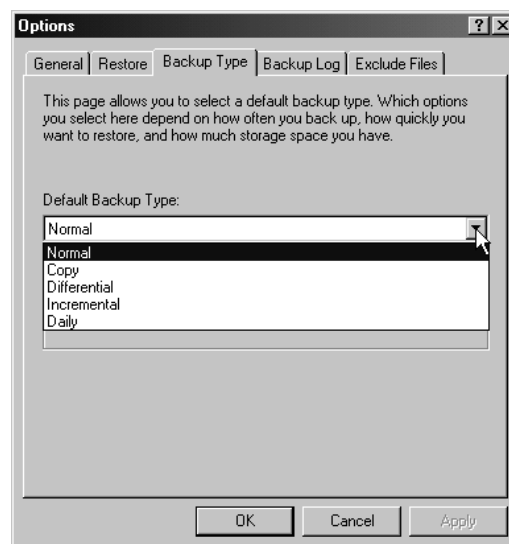 Options
General Restore Backup Type Backup Log Exclude Files
This page allows you to select a default backup type. Which options
you select here depend on how often you back up, how quickly you
want to restore, and how much storage space you have.
Default Backup Type:
Normal
Normal
Copy
Differential
Incremental
Daily
OK Cancel Apply